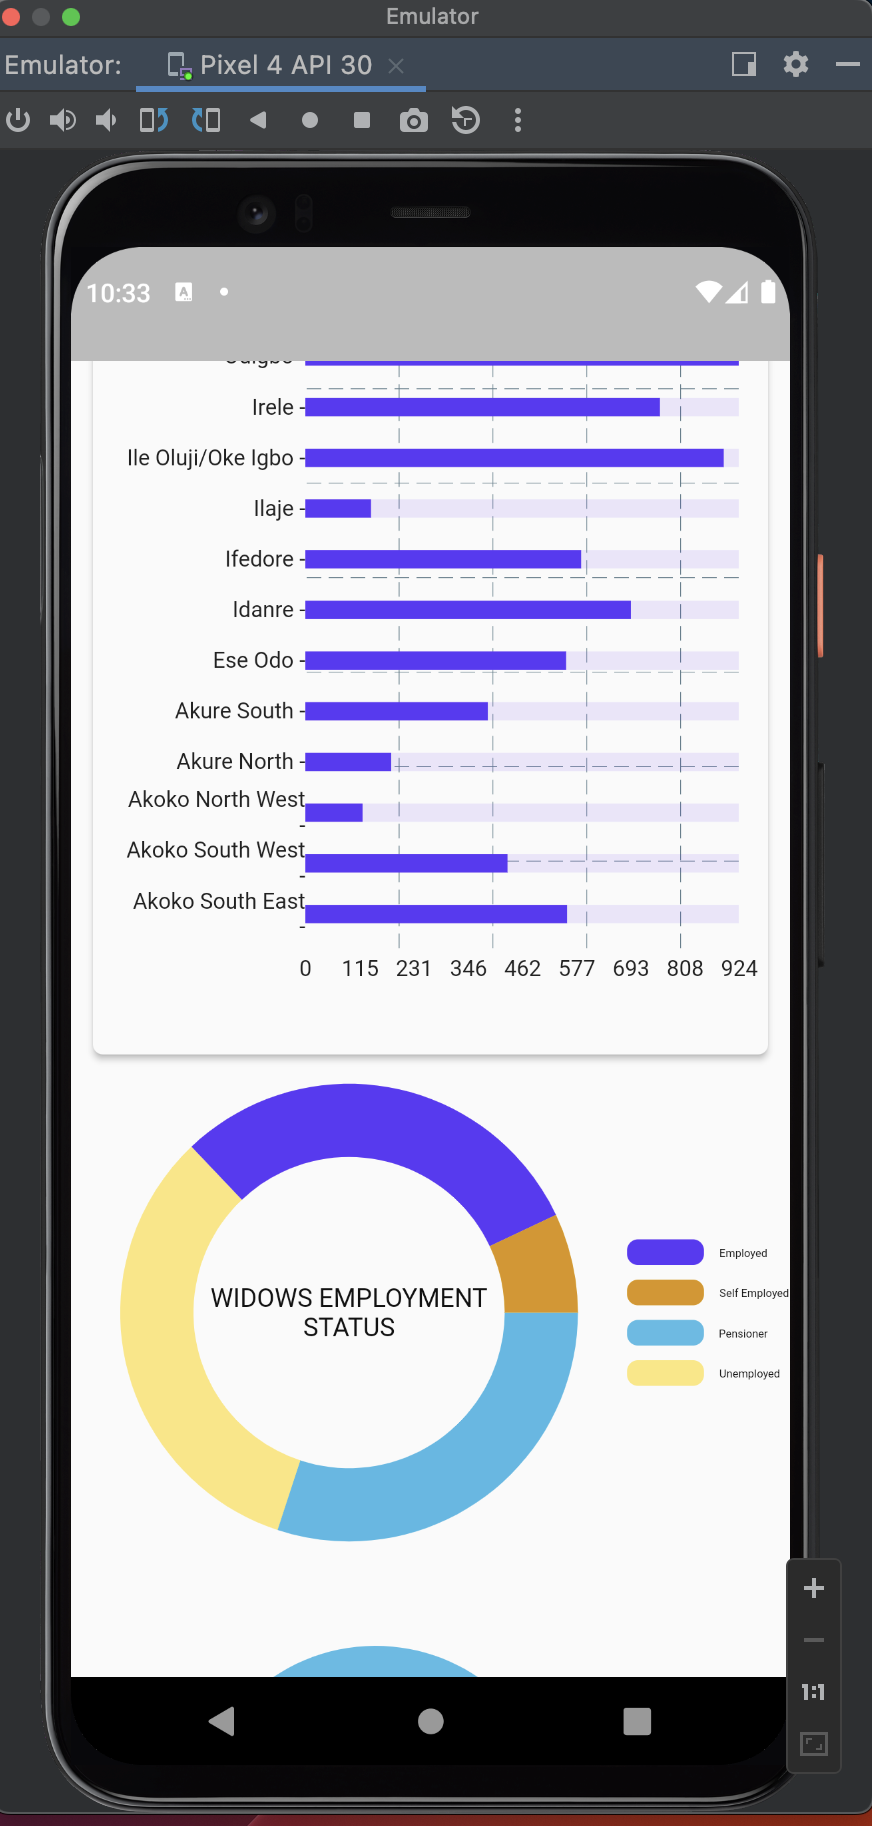 Emulator
Emulator: Pixel 4 API 30
10:33
Irele
Ile Oluji/Oke Igbo
Ilaje
Ifedore
Idanre
Ese Odo
Akure South
Akure North
Akoko North West
Akoko South West
Akoko South East
0 115 231 346 462 577 693 808 924
WIDOWS EMPLOYMENT
STATUS
Employed
Self Employed
Pensioner
Unemployed
1:1